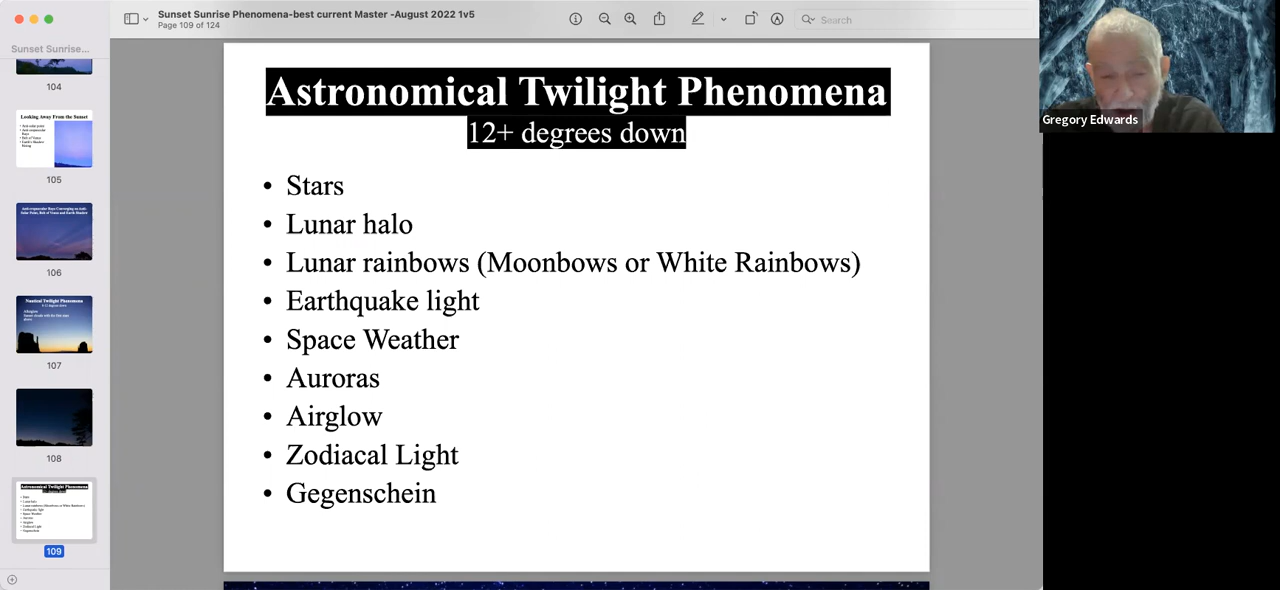 Sunset Sunrise Phenomena-best current Master -August 2022 1v5
Page 109 of 124
Search
Sunset Sunrise...
104
Looking Away From the Sunset
105
106
Nautical Twilight Phenomena
107
108
Astronomical Twilight Phenomena
109
Astronomical Twilight Phenomena
12+ degrees down
• Stars
• Lunar halo
• Lunar rainbows (Moonbows or White Rainbows)
• Earthquake light
• Space Weather
• Auroras
• Airglow
• Zodiacal Light
• Gegenschein
Gregory Edwards